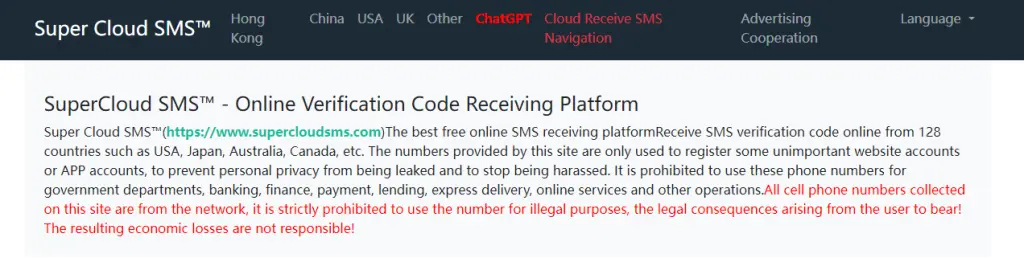 Super Cloud SMS™ Hong Kong China USA UK Other ChatGPT Cloud Receive SMS Navigation Advertising Cooperation Language
SuperCloud SMS™ - Online Verification Code Receiving Platform
Super Cloud SMS™(https://www.supercloudsms.com)The best free online SMS receiving platformReceive SMS verification code online from 128
countries such as USA, Japan, Australia, Canada, etc. The numbers provided by this site are only used to register some unimportant website accounts
or APP accounts, to prevent personal privacy from being leaked and to stop being harassed. It is prohibited to use these phone numbers for
government departments, banking, finance, payment, lending, express delivery, online services and other operations.All cell phone numbers collected
on this site are from the network, it is strictly prohibited to use the number for illegal purposes, the legal consequences arising from the user to bear!
The resulting economic losses are not responsible!